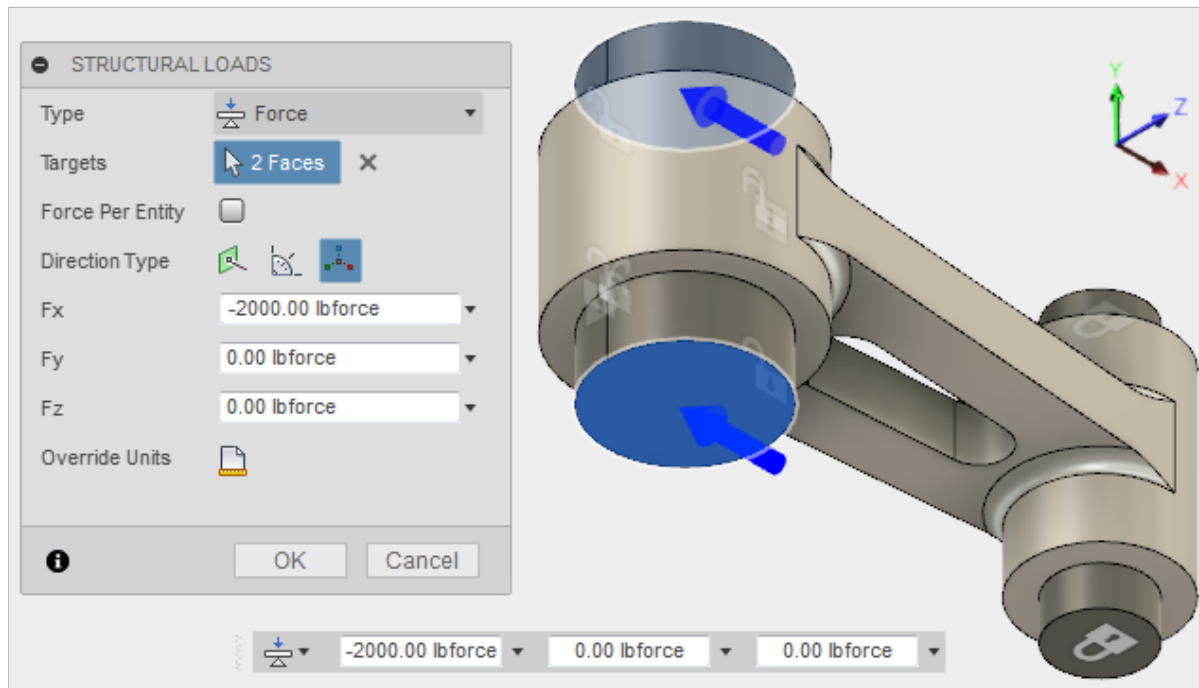 STRUCTURAL LOADS
Type Force
Targets 2 Faces
Force Per Entity
Direction Type
Fx -2000.00 lbforce
Fy 0.00 lbforce
Fz 0.00 lbforce
Override Units
OK Cancel
-2000.00 lbforce 0.00 lbforce 0.00 lbforce
Y
Z
X